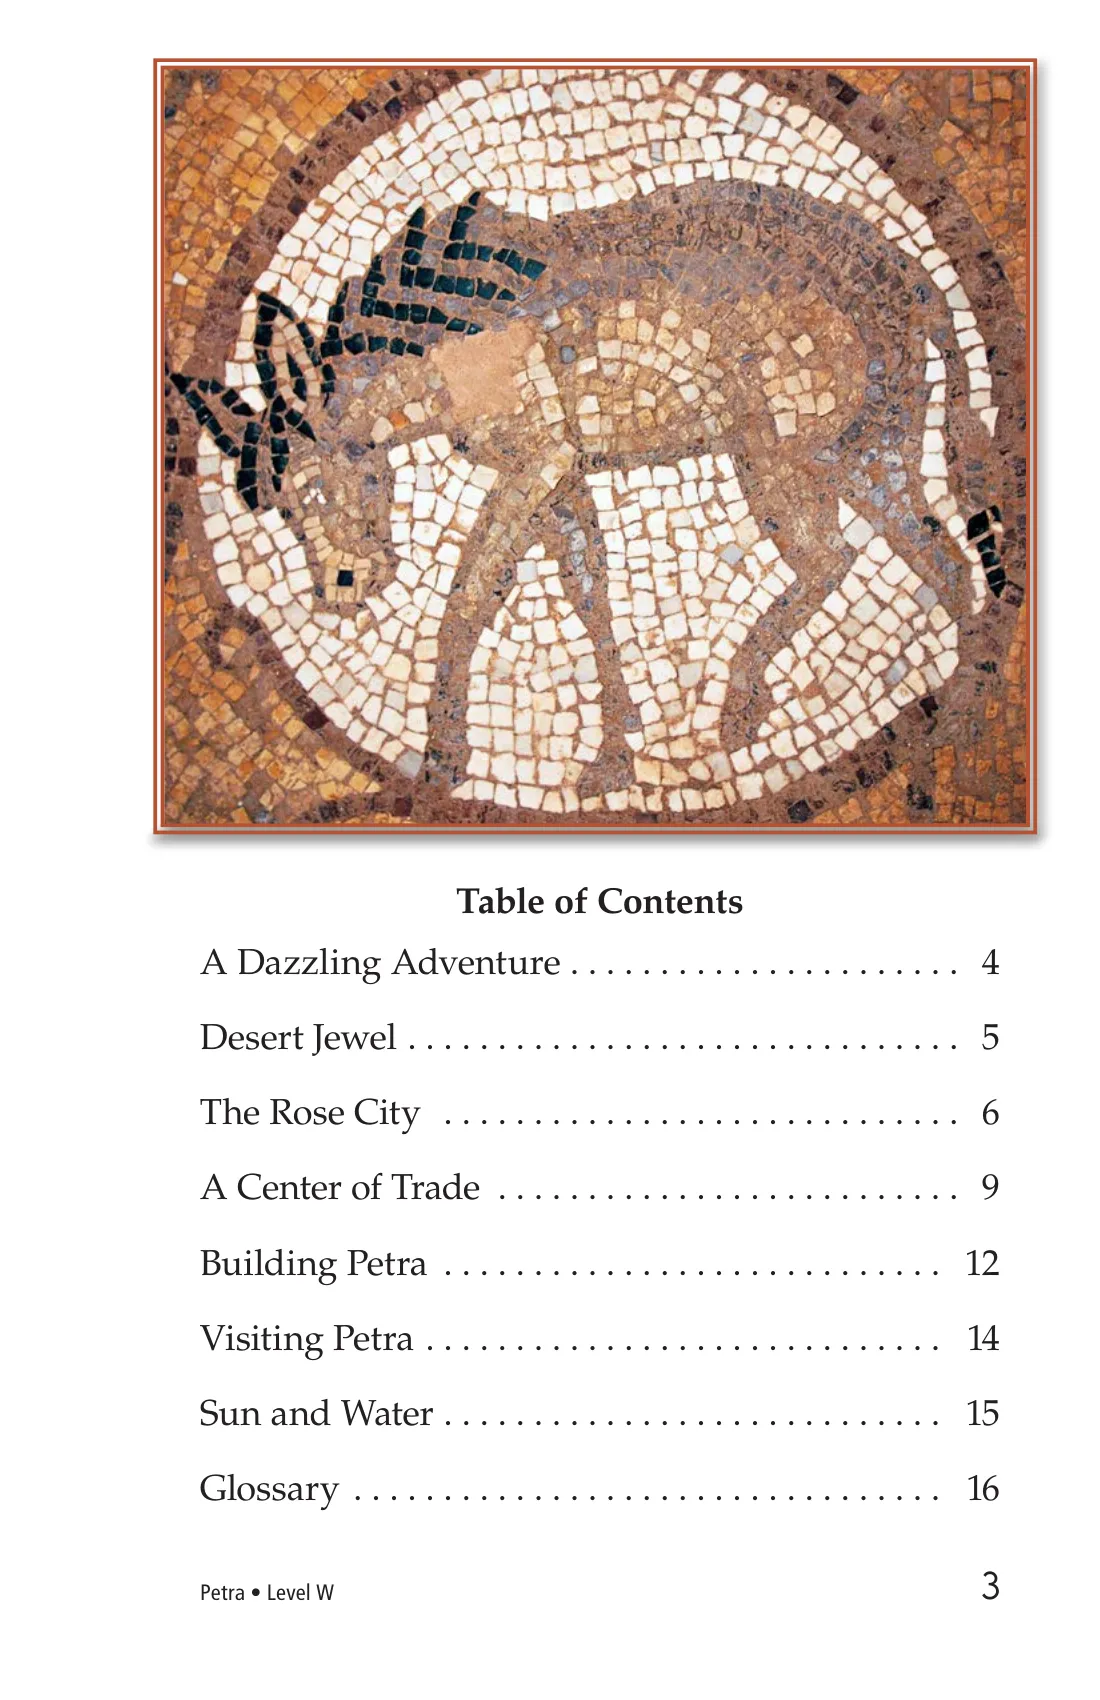 Table of Contents
A Dazzling Adventure . . . . . . . . . . . . . . . . . . . . . . 4
Desert Jewel . . . . . . . . . . . . . . . . . . . . . . . . . . . . . . . 5
The Rose City . . . . . . . . . . . . . . . . . . . . . . . . . . . . . 6
A Center of Trade . . . . . . . . . . . . . . . . . . . . . . . . . . 9
Building Petra . . . . . . . . . . . . . . . . . . . . . . . . . . . . 12
Visiting Petra . . . . . . . . . . . . . . . . . . . . . . . . . . . . . 14
Sun and Water . . . . . . . . . . . . . . . . . . . . . . . . . . . . 15
Glossary . . . . . . . . . . . . . . . . . . . . . . . . . . . . . . . . . 16
Petra • Level W 3